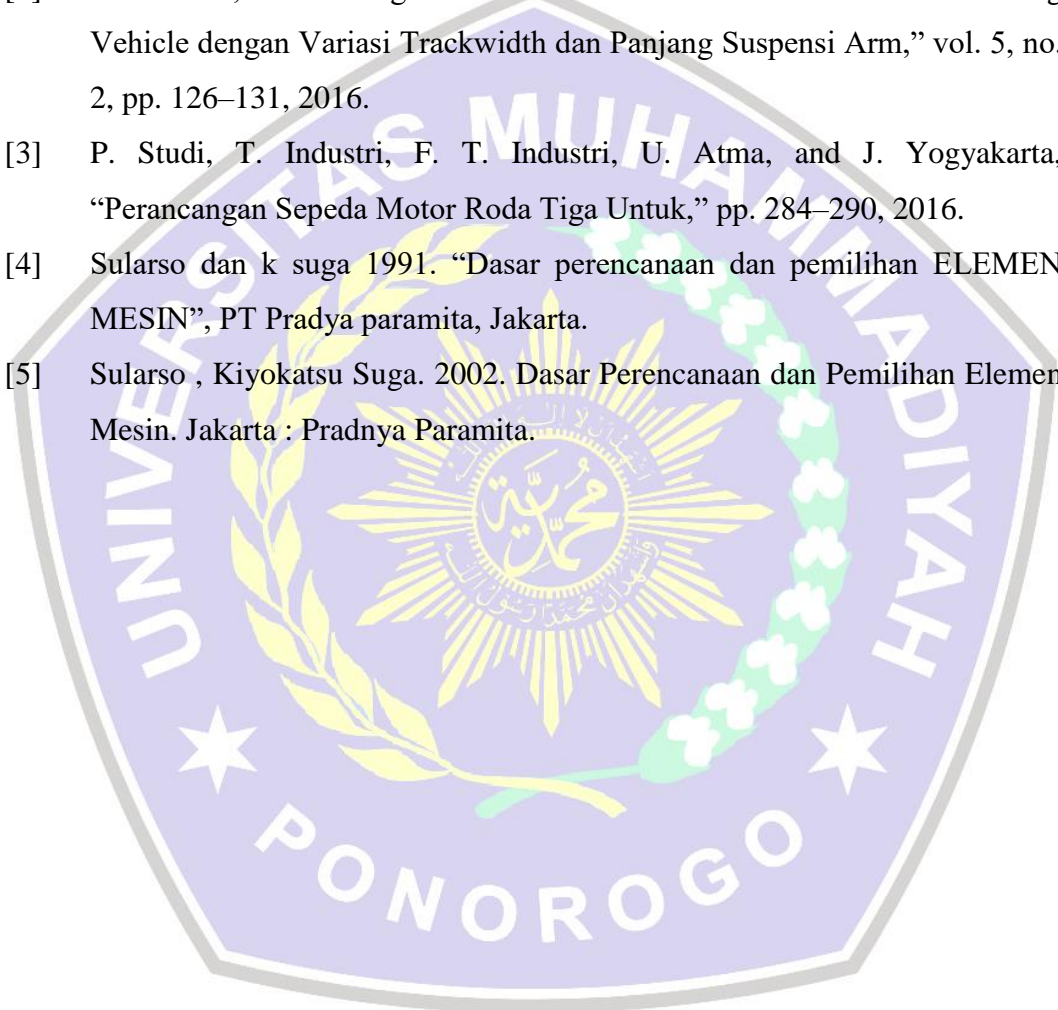 Vehicle dengan Variasi Trackwidth dan Panjang Suspensi Arm,” vol. 5, no.
2, pp. 126–131, 2016.
[3] P. Studi, T. Industri, F. T. Industri, U. Atma, and J. Yogyakarta,
“Perancangan Sepeda Motor Roda Tiga Untuk,” pp. 284–290, 2016.
[4] Sularso dan k suga 1991. “Dasar perencanaan dan pemilihan ELEMEN
MESIN”, PT Pradya paramita, Jakarta.
[5] Sularso , Kiyokatsu Suga. 2002. Dasar Perencanaan dan Pemilihan Elemen
Mesin. Jakarta : Pradnya Paramita.
UNIVERSITAS MUHAMMADIYAH
PONOROGO
محمدية